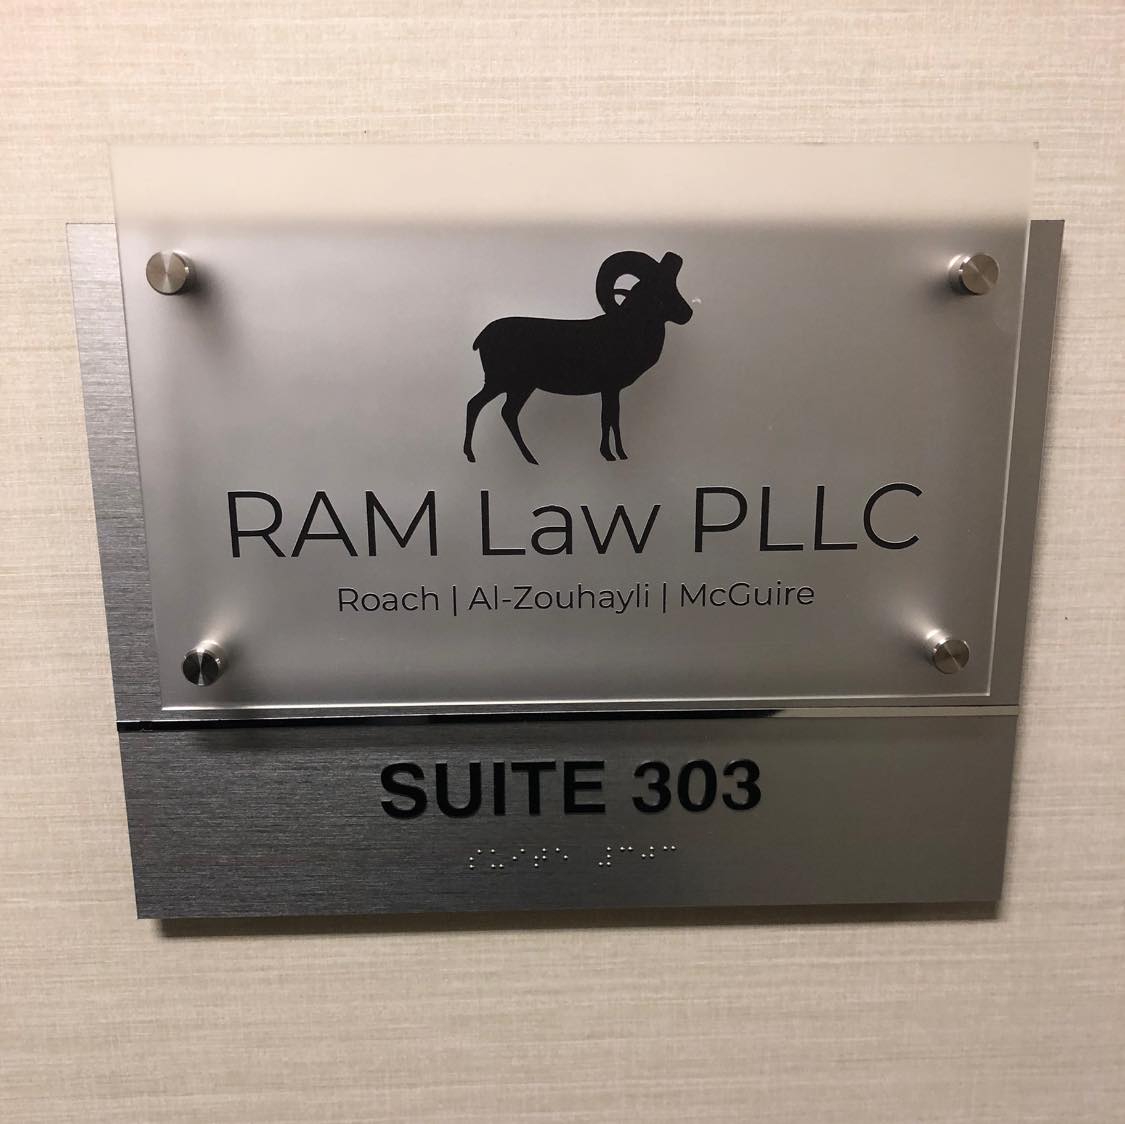 RAM Law PLLC
Roach | Al-Zouhayli | McGuire
SUITE 303